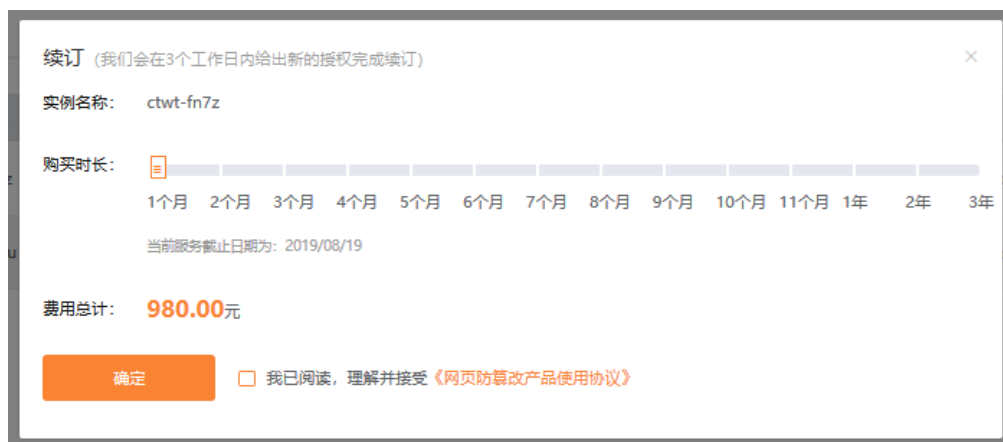 续订 (我们会在3个工作日内给出新的授权完成续订)
实例名称: ctwt-fn7z
购买时长:
1个月 2个月 3个月 4个月 5个月 6个月 7个月 8个月 9个月 10个月 11个月 1年 2年 3年
当前服务截止日期为: 2019/08/19
费用总计: 980.00元
确定 我已阅读，理解并接受《网页防篡改产品使用协议》